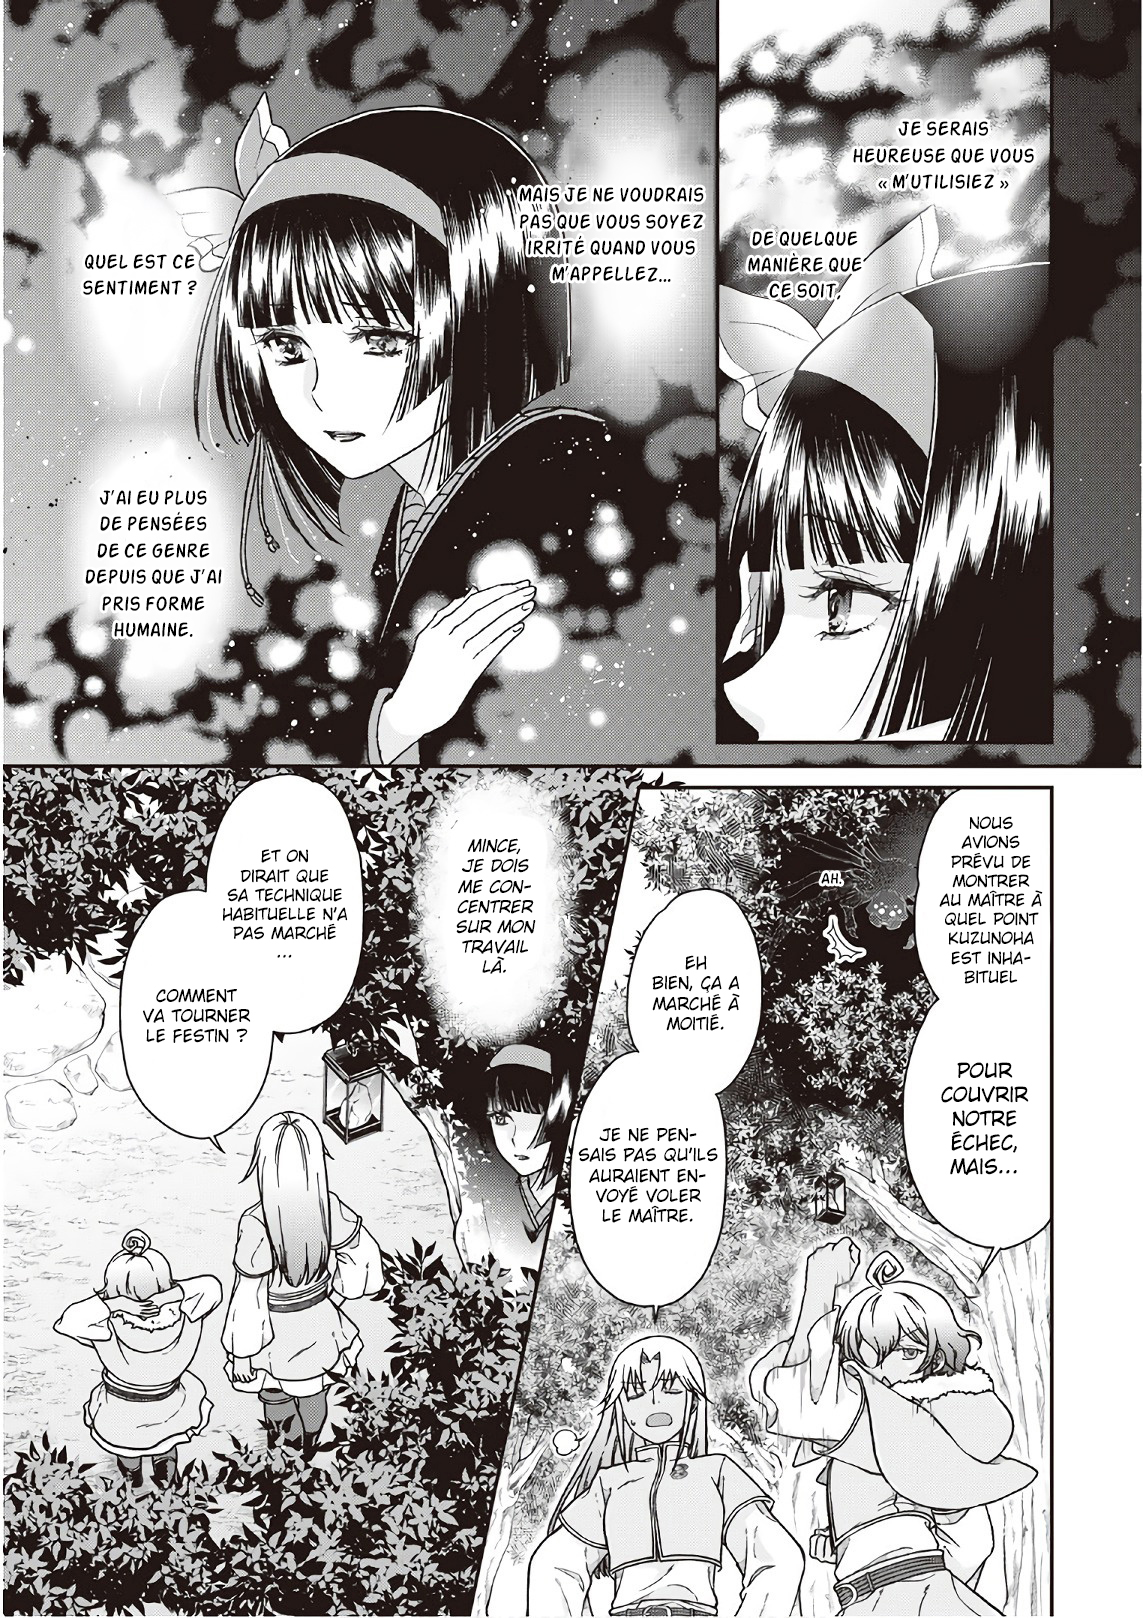 JE SERAIS
HEUREUSE QUE VOUS
« M'UTILISIEZ »
DE QUELQUE
MANIÈRE QUE
CE SOIT,
MAIS JE NE VOUDRAIS
PAS QUE VOUS SOYEZ
IRRITÉ QUAND VOUS
M'APPELLEZ...
QUEL EST CE
SENTIMENT ?
J'AI EU PLUS
DE PENSÉES
DE CE GENRE
DEPUIS QUE J'AI
PRIS FORME
HUMAINE.
NOUS
AVIONS
PRÉVU DE
MONTRER
AU MAÎTRE À
QUEL POINT
KUZUNOHA
EST INHA-
BITUEL
POUR
COUVRIR
NOTRE
ÉCHEC,
MAIS...
AH.
EH
BIEN, ÇA A
MARCHÉ À
MOITIÉ.
JE NE PEN-
SAIS PAS QU'ILS
AURAIENT EN-
VOYÉ VOLER
LE MAÎTRE.
MINCE,
JE DOIS
ME CON-
CENTRER
SUR MON
TRAVAIL
LÀ.
ET ON
DIRAIT QUE
SA TECHNIQUE
HABITUELLE N'A
PAS MARCHÉ
...
COMMENT
VA TOURNER
LE FESTIN ?